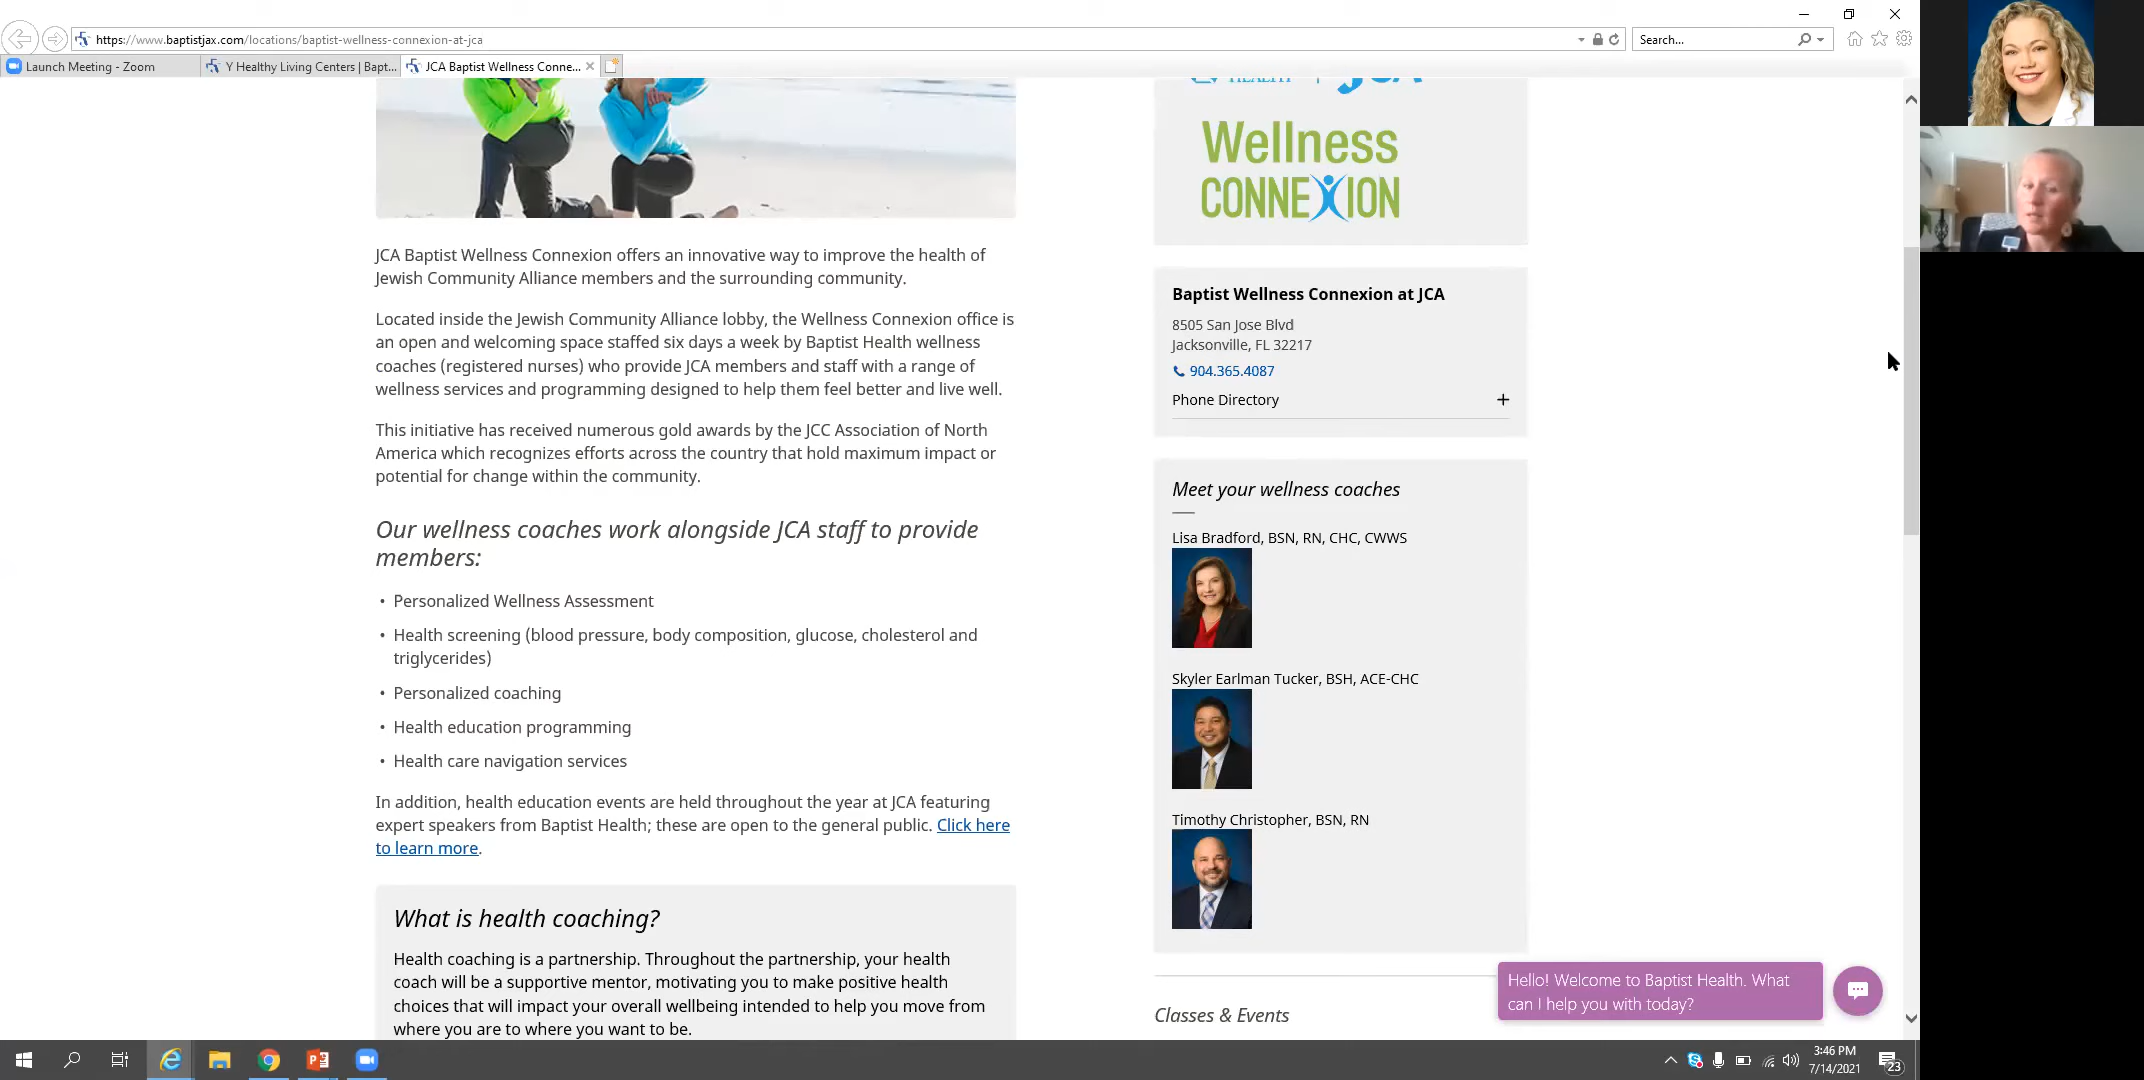 https://www.baptistjax.com/locations/baptist-wellness-connexion-at-jca
Search...
Launch Meeting - Zoom
Y Healthy Living Centers | Bapt...
JCA Baptist Wellness Conne...
Wellness
CONNEXION
JCA Baptist Wellness Connexion offers an innovative way to improve the health of
Jewish Community Alliance members and the surrounding community.
Located inside the Jewish Community Alliance lobby, the Wellness Connexion office is
an open and welcoming space staffed six days a week by Baptist Health wellness
coaches (registered nurses) who provide JCA members and staff with a range of
wellness services and programming designed to help them feel better and live well.
This initiative has received numerous gold awards by the JCC Association of North
America which recognizes efforts across the country that hold maximum impact or
potential for change within the community.
Our wellness coaches work alongside JCA staff to provide
members:
• Personalized Wellness Assessment
• Health screening (blood pressure, body composition, glucose, cholesterol and
triglycerides)
• Personalized coaching
• Health education programming
• Health care navigation services
In addition, health education events are held throughout the year at JCA featuring
expert speakers from Baptist Health; these are open to the general public. Click here
to learn more.
What is health coaching?
Health coaching is a partnership. Throughout the partnership, your health
coach will be a supportive mentor, motivating you to make positive health
choices that will impact your overall wellbeing intended to help you move from
where you are to where you want to be.
Baptist Wellness Connexion at JCA
8505 San Jose Blvd
Jacksonville, FL 32217
904.365.4087
Phone Directory +
Meet your wellness coaches
Lisa Bradford, BSN, RN, CHC, CWWS
Skyler Earlman Tucker, BSH, ACE-CHC
Timothy Christopher, BSN, RN
Classes & Events
Hello! Welcome to Baptist Health. What
can I help you with today?
3:46 PM
7/14/2021
23